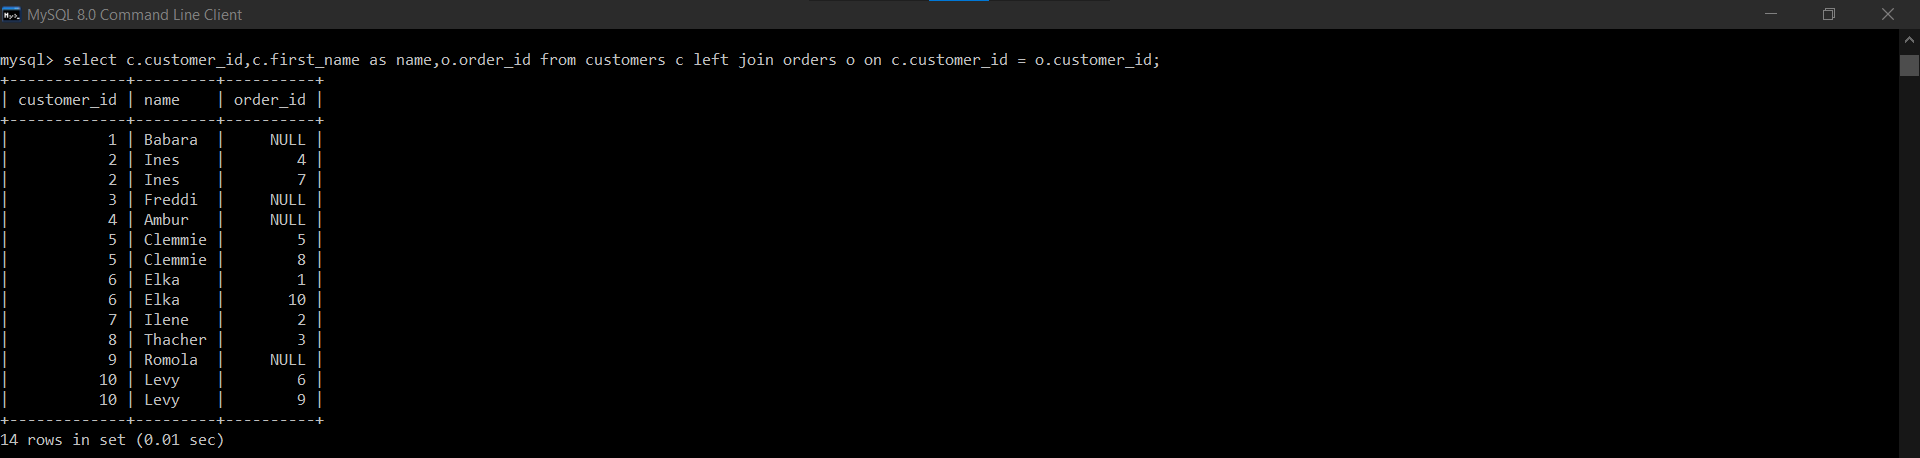 MySQL 8.0 Command Line Client
mysql> select c.customer_id,c.first_name as name,o.order_id from customers c left join orders o on c.customer_id = o.customer_id;
+-------------+---------+----------+
| customer_id | name    | order_id |
+-------------+---------+----------+
|           1 | Babara  |     NULL |
|           2 | Ines    |        4 |
|           2 | Ines    |        7 |
|           3 | Freddi  |     NULL |
|           4 | Ambur   |     NULL |
|           5 | Clemmie |        5 |
|           5 | Clemmie |        8 |
|           6 | Elka    |        1 |
|           6 | Elka    |       10 |
|           7 | Ilene   |        2 |
|           8 | Thacher |        3 |
|           9 | Romola  |     NULL |
|          10 | Levy    |        6 |
|          10 | Levy    |        9 |
+-------------+---------+----------+
14 rows in set (0.01 sec)